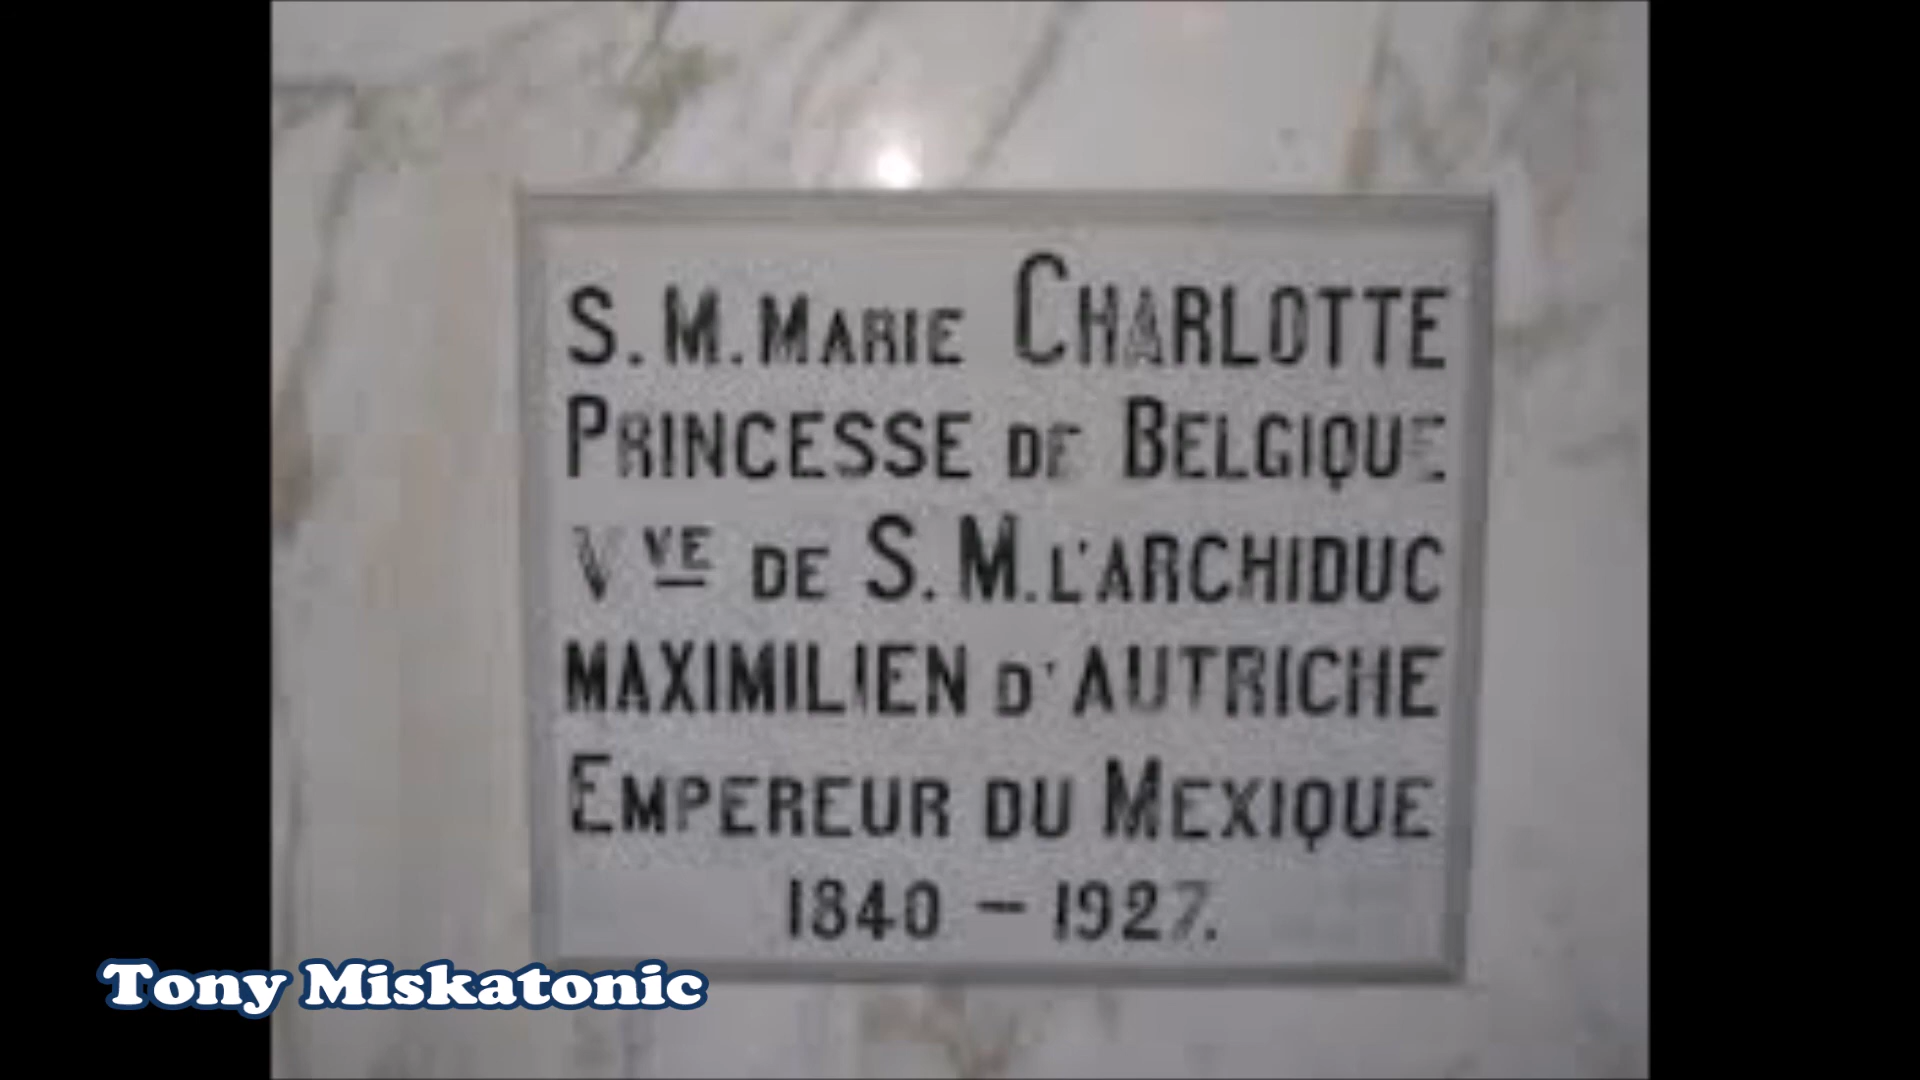 S. M. MARIE CHARLOTTE
PRINCESSE DE BELGIQUE
Vve DE S. M. L'ARCHIDUC
MAXIMILIEN D'AUTRICHE
EMPEREUR DU MEXIQUE
1840 - 1927.
Tony Miskatonic